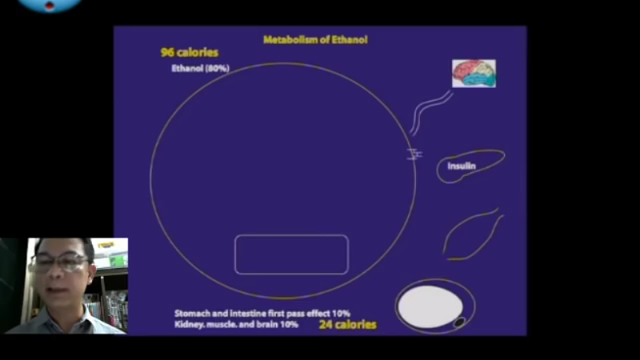 Metabolism of Ethanol
96 calories
Ethanol (80%)
Insulin
Stomach and Intestine first pass effect 10%
Kidney, muscle, and brain 10%
24 calories